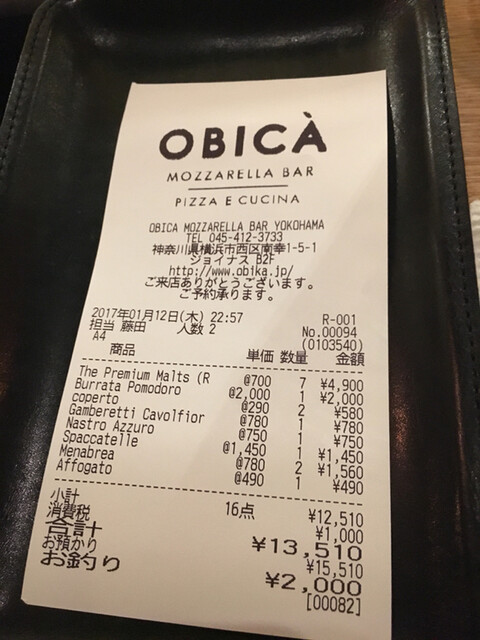 OBICÀ
MOZZARELLA BAR
PIZZA E CUCINA
OBICA MOZZARELLA BAR YOKOHAMA
TEL 045-412-3733
神奈川県横浜市西区南幸1-5-1
ジョイナス B2F
http://www.obika.jp/
ご来店ありがとうございます。
ご予約承ります。
2017年01月12日(木) 22:57 R-001
担当 藤田 人数 2 No.00094
A4 (0103540)
商品 単価 数量 金額
The Premium Malts (R @700 7 ¥4,900
Burrata Pomodoro @2,000 1 ¥2,000
coperto @290 2 ¥580
Gamberetti Cavolfior @780 1 ¥780
Nastro Azzuro @750 1 ¥750
Spaccatelle @1,450 1 ¥1,450
Menabrea @780 2 ¥1,560
Affogato @490 1 ¥490
小計 16点 ¥12,510
消費税 ¥1,000
合計 ¥13,510
お預かり ¥15,510
お釣り ¥2,000
[00082]